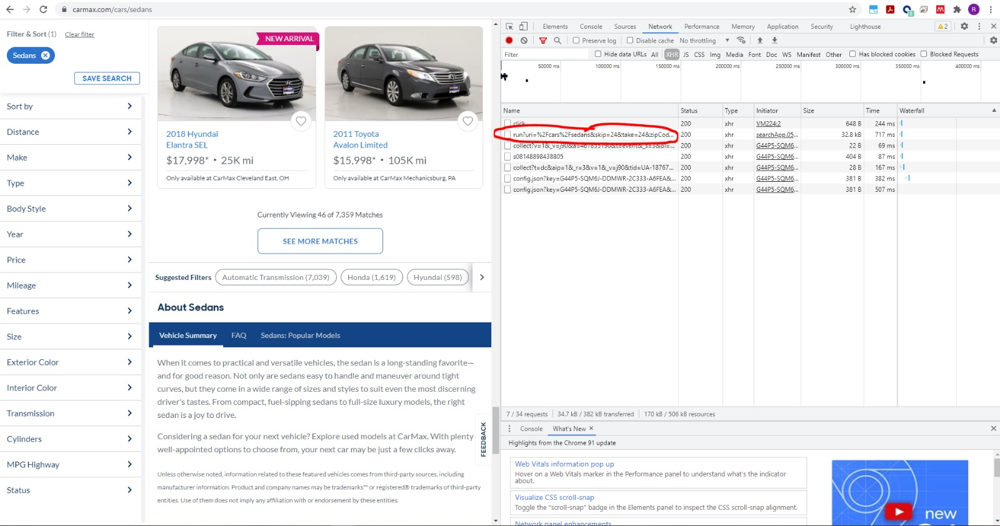 carmax.com/cars/sedans
Filter & Sort (1) Clear filter
Sedans
SAVE SEARCH
Sort by
Distance
Make
Type
Body Style
Year
Price
Mileage
Features
Size
Exterior Color
Interior Color
Transmission
Cylinders
MPG Highway
Status
NEW ARRIVAL
2018 Hyundai
Elantra SEL
$17,998* • 25K mi
Only available at CarMax Cleveland East, OH
2011 Toyota
Avalon Limited
$15,998* • 105K mi
Only available at CarMax Mechanicsburg, PA
Currently Viewing 46 of 7,359 Matches
SEE MORE MATCHES
Suggested Filters Automatic Transmission (7,039) Honda (1,619) Hyundai (598)
About Sedans
Vehicle Summary FAQ Sedans: Popular Models
When it comes to practical and versatile vehicles, the sedan is a long-standing favorite—
and for good reason. Not only are sedans easy to handle and maneuver around tight
curves, but they come in a wide range of sizes and styles to suit even the most discerning
driver's tastes. From compact, fuel-sipping sedans to full-size luxury models, the right
sedan is a joy to drive.
Considering a sedan for your next vehicle? Explore used models at CarMax. With plenty
well-appointed options to choose from, your next car may be just a few clicks away.
Unless otherwise noted, information related to these featured vehicles comes from third-party sources, including
manufacturer information. Product and company names may be trademarks™ or registered® trademarks of third-party
entities. Use of them does not imply any affiliation with or endorsement by these entities.
FEEDBACK
Elements Console Sources Network Performance Memory Application Security Lighthouse 2
Preserve log Disable cache No throttling
Filter Hide data URLs All XHR JS CSS Img Media Font Doc WS Manifest Other Has blocked cookies Blocked Requests
50000 ms 100000 ms 150000 ms 200000 ms 250000 ms 300000 ms 350000 ms 400000 ms
Name Status Type Initiator Size Time Waterfall
click 200 xhr VM224:2 648 B 244 ms
run?uri=%2Fcars%2Fsedans&skip=24&take=24&zipCod... 200 xhr searchApp.05... 32.8 kB 717 ms
collect?v=1&_v=j90&a=467855190&t=event&_s=3&dl=... 200 xhr G44P5-SQM6... 22 B 69 ms
s08148898438805 200 xhr G44P5-SQM6... 404 B 87 ms
collect?t=dc&aip=1&_r=3&v=1&_v=j90&tid=UA-18767... 200 xhr G44P5-SQM6... 28 B 167 ms
config.json?key=G44P5-SQM6J-DDMWR-2C333-A6FEA&... 200 xhr G44P5-SQM6... 381 B 382 ms
config.json?key=G44P5-SQM6J-DDMWR-2C333-A6FEA&... 200 xhr G44P5-SQM6... 381 B 507 ms
7 / 34 requests 34.7 kB / 382 kB transferred 170 kB / 506 kB resources
Console What's New
Highlights from the Chrome 91 update
Web Vitals information pop up
Hover on a Web Vitals marker in the Performance panel to understand what's the indicator
about.
Visualize CSS scroll-snap
Toggle the "scroll-snap" badge in the Elements panel to inspect the CSS scroll-snap alignment.
Network panel enhancements
new